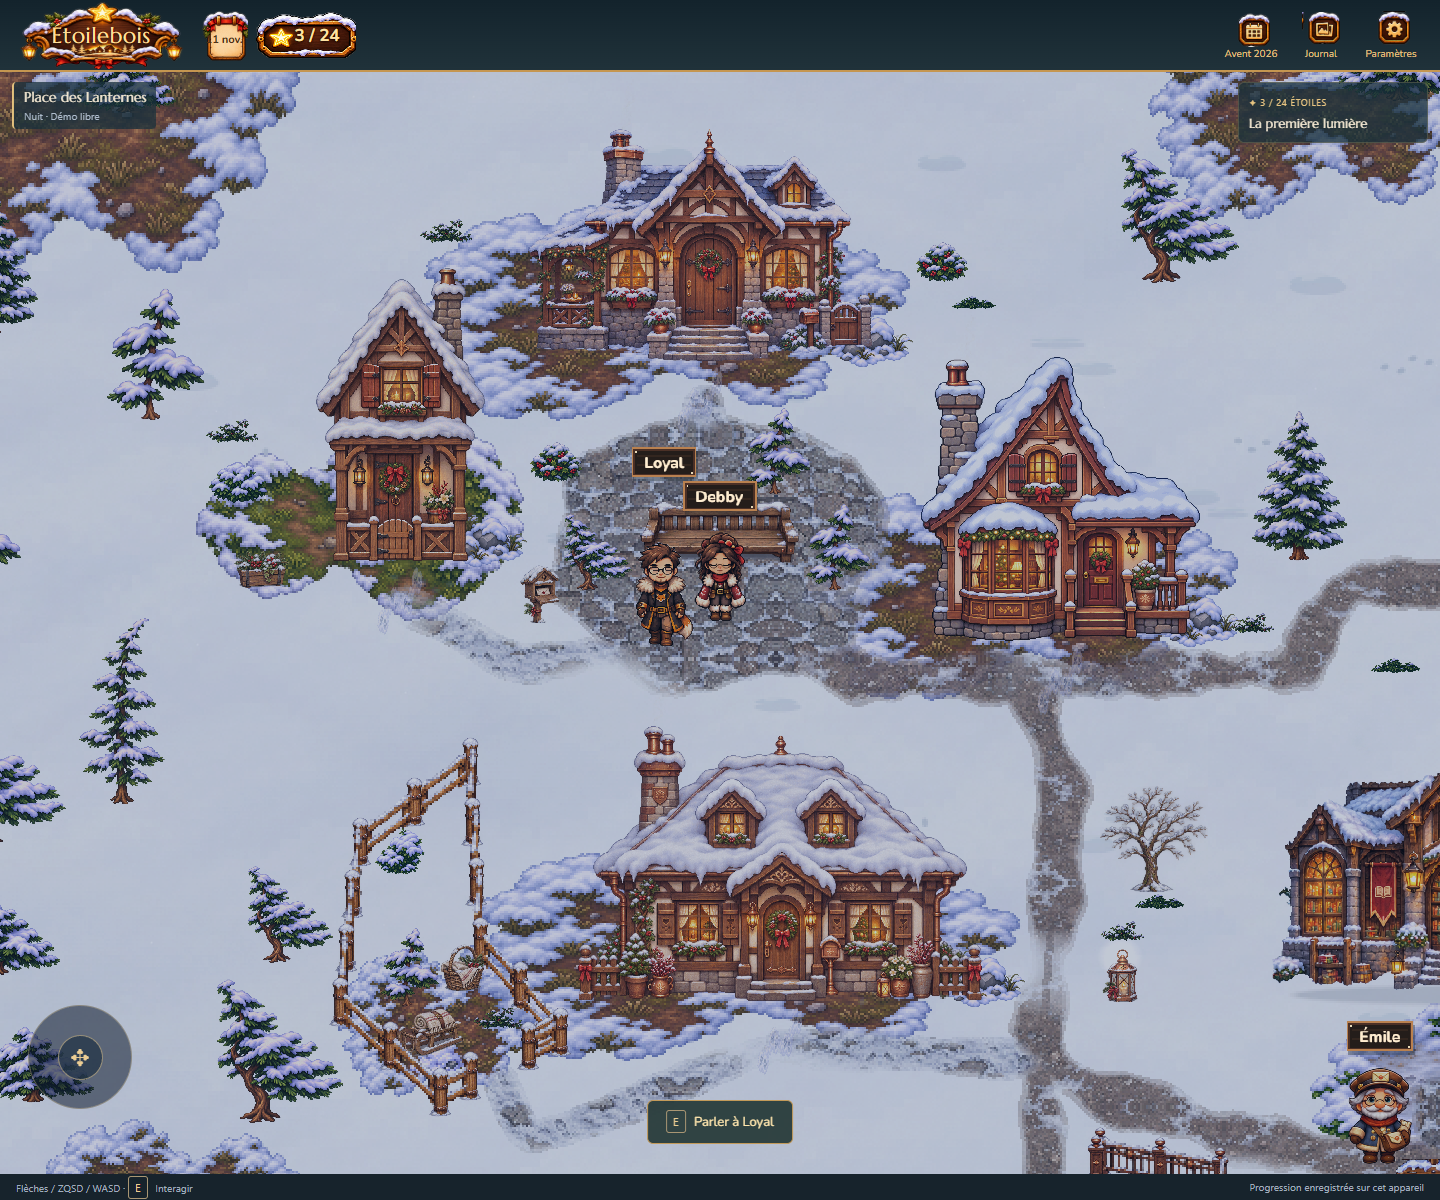 Etoilebois
1 nov.
3 / 24
Avent 2026
Journal
Paramètres
Place des Lanternes
Nuit · Démo libre
✦ 3 / 24 ÉTOILES
La première lumière
Loyal
Debby
Émile
E Parler à Loyal
Flèches / ZQSD / WASD · E Interagir
Progression enregistrée sur cet appareil